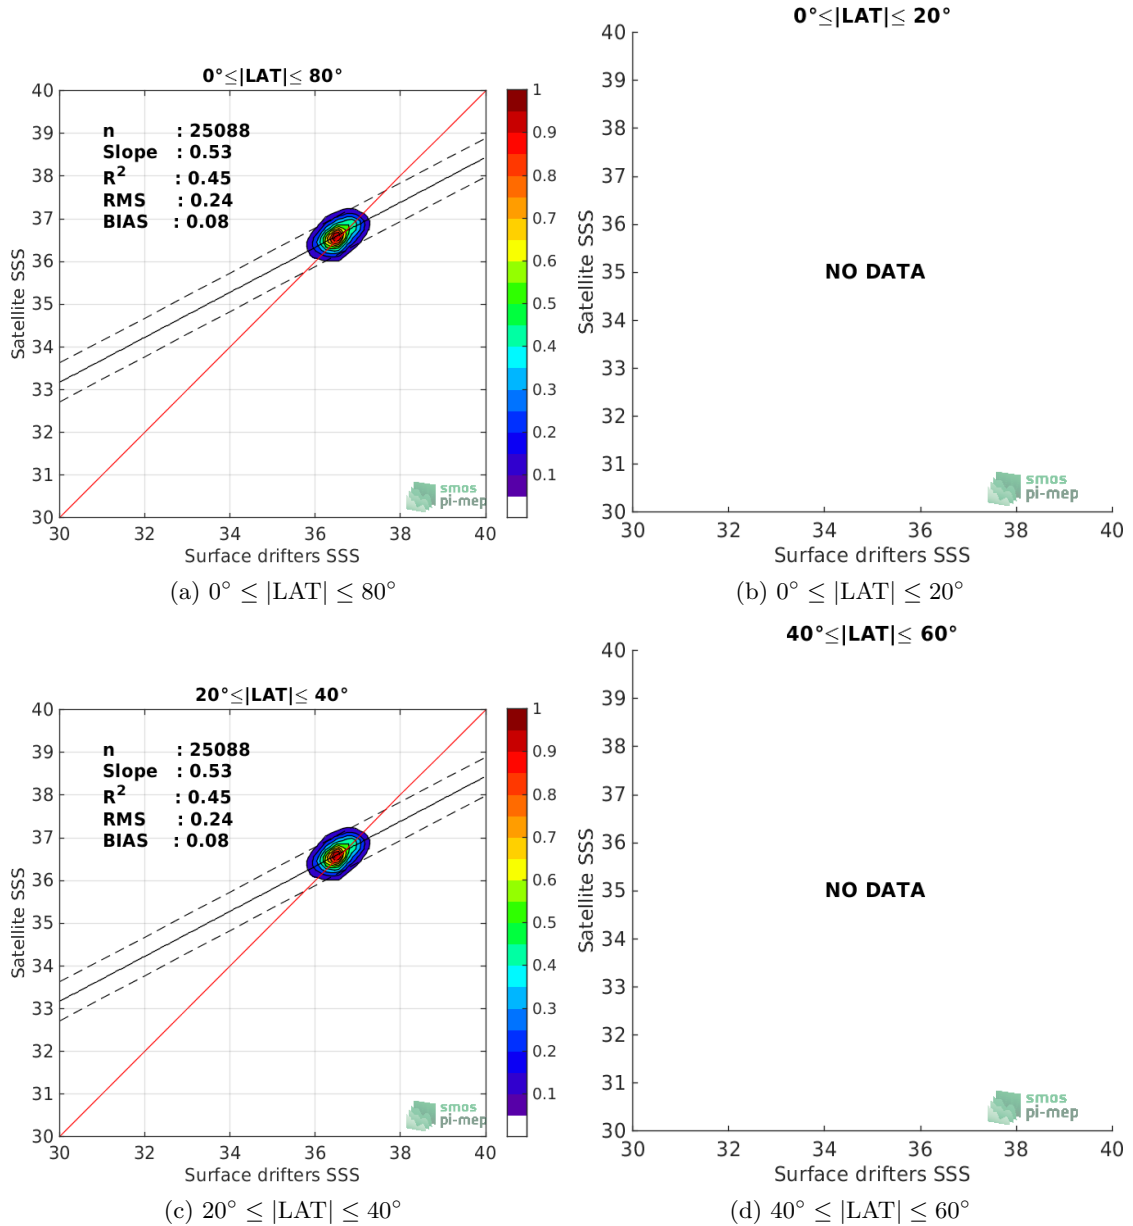 0°≤|LAT|≤ 80°
n : 25088
Slope : 0.53
R² : 0.45
RMS : 0.24
BIAS : 0.08
40
39
38
37
36
35
34
33
32
31
30
30 32 34 36 38 40
Satellite SSS
Surface drifters SSS
1
0.9
0.8
0.7
0.6
0.5
0.4
0.3
0.2
0.1
smos
pi-mep
(a) 0° ≤ |LAT| ≤ 80°
0°≤|LAT|≤ 20°
40
39
38
37
36
35
34
33
32
31
30
30 32 34 36 38 40
Satellite SSS
NO DATA
Surface drifters SSS
smos
pi-mep
(b) 0° ≤ |LAT| ≤ 20°
20°≤|LAT|≤ 40°
n : 25088
Slope : 0.53
R² : 0.45
RMS : 0.24
BIAS : 0.08
40
39
38
37
36
35
34
33
32
31
30
30 32 34 36 38 40
Satellite SSS
Surface drifters SSS
1
0.9
0.8
0.7
0.6
0.5
0.4
0.3
0.2
0.1
smos
pi-mep
(c) 20° ≤ |LAT| ≤ 40°
40°≤|LAT|≤ 60°
40
39
38
37
36
35
34
33
32
31
30
30 32 34 36 38 40
Satellite SSS
NO DATA
Surface drifters SSS
smos
pi-mep
(d) 40° ≤ |LAT| ≤ 60°